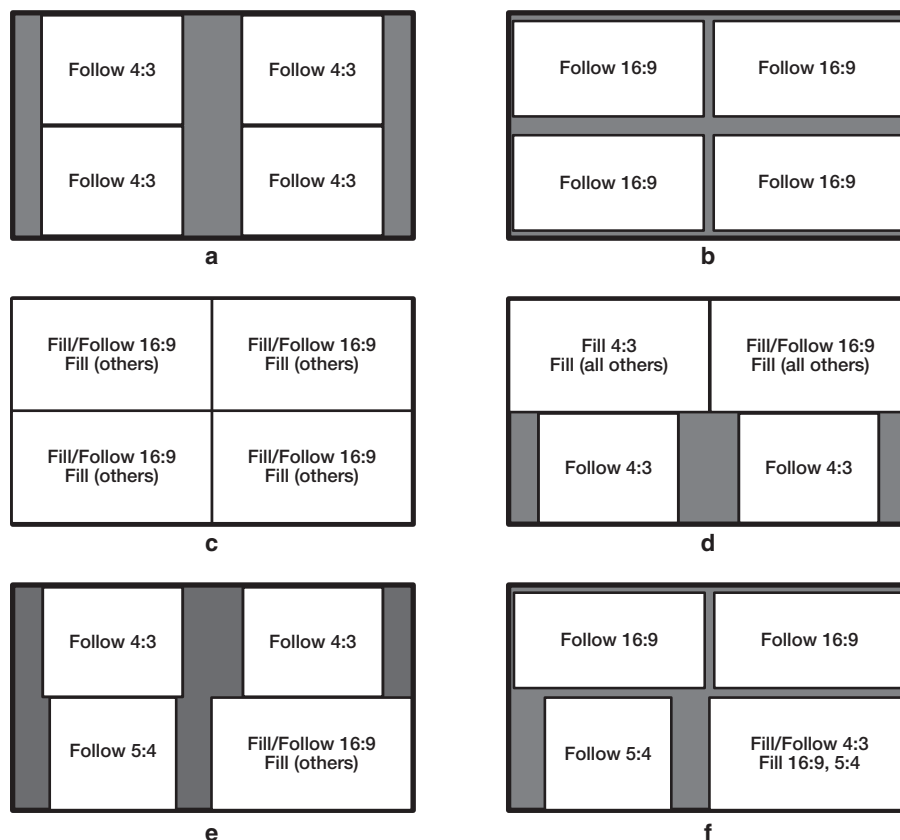 Follow 4:3
Follow 4:3
Follow 4:3
Follow 4:3
a
Follow 16:9
Follow 16:9
Follow 16:9
Follow 16:9
b
Fill/Follow 16:9
Fill (others)
Fill/Follow 16:9
Fill (others)
Fill/Follow 16:9
Fill (others)
Fill/Follow 16:9
Fill (others)
c
Fill 4:3
Fill (all others)
Fill/Follow 16:9
Fill (all others)
Follow 4:3
Follow 4:3
d
Follow 4:3
Follow 4:3
Follow 5:4
Fill/Follow 16:9
Fill (others)
e
Follow 16:9
Follow 16:9
Follow 5:4
Fill/Follow 4:3
Fill 16:9, 5:4
f